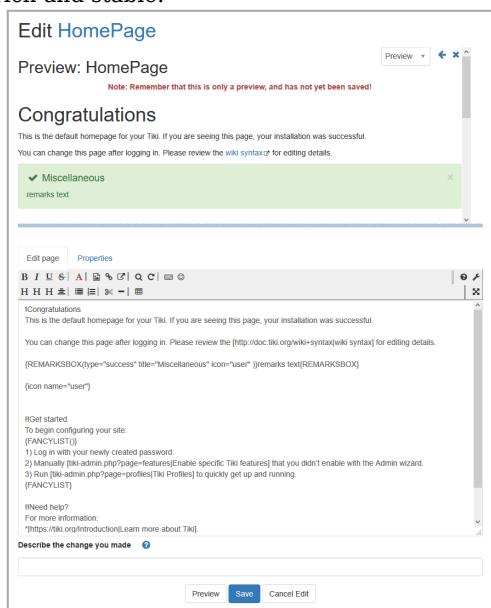 Edit HomePage
Preview
Preview: HomePage
Note: Remember that this is only a preview, and has not yet been saved!
Congratulations
This is the default homepage for your Tiki. If you are seeing this page, your installation was successful.
You can change this page after logging in. Please review the wiki syntax for editing details.
Miscellaneous
remarks text
Edit page Properties
B I U S A
H H H
!Congratulations
This is the default homepage for your Tiki. If you are seeing this page, your installation was successful.
You can change this page after logging in. Please review the [http://doc.tiki.org/wiki+syntax|wiki syntax] for editing details.
{REMARKSBOX(type="success" title="Miscellaneous" icon="user" )}remarks text{REMARKSBOX}
{icon name="user"}
!!Get started.
To begin configuring your site:
{FANCYLIST()}
1) Log in with your newly created password.
2) Manually [tiki-admin.php?page=features|Enable specific Tiki features] that you didn't enable with the Admin wizard.
3) Run [tiki-admin.php?page=profiles|Tiki Profiles] to quickly get up and running.
{FANCYLIST}
!!Need help?
For more information:
*[https://tiki.org/Introduction|Learn more about Tiki].
Describe the change you made
Preview Save Cancel Edit